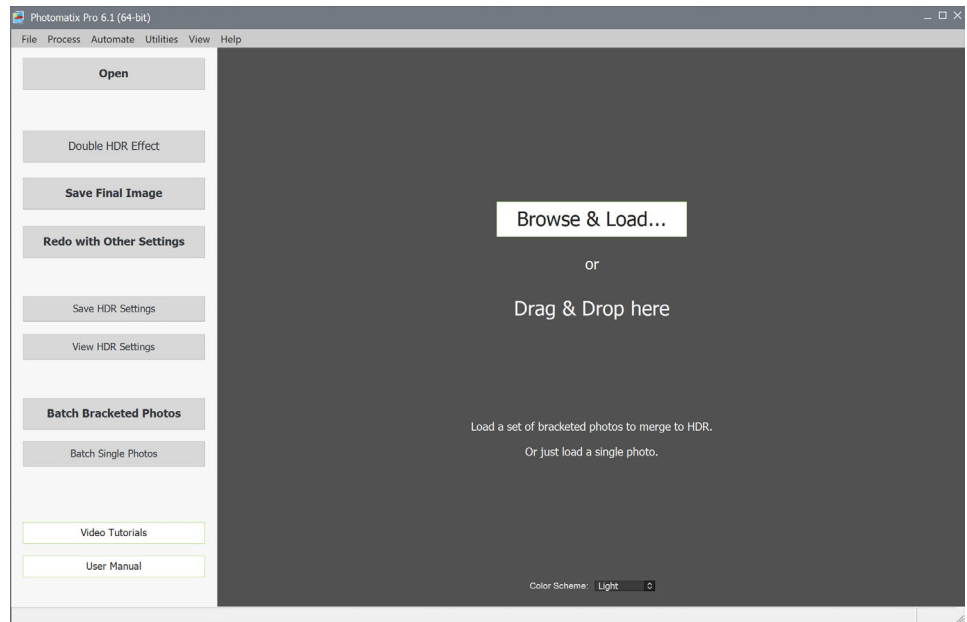 Photomatix Pro 6.1 (64-bit)
File Process Automate Utilities View Help
Open
Double HDR Effect
Save Final Image
Redo with Other Settings
Save HDR Settings
View HDR Settings
Batch Bracketed Photos
Batch Single Photos
Video Tutorials
User Manual
Browse & Load...
or
Drag & Drop here
Load a set of bracketed photos to merge to HDR.
Or just load a single photo.
Color Scheme: Light